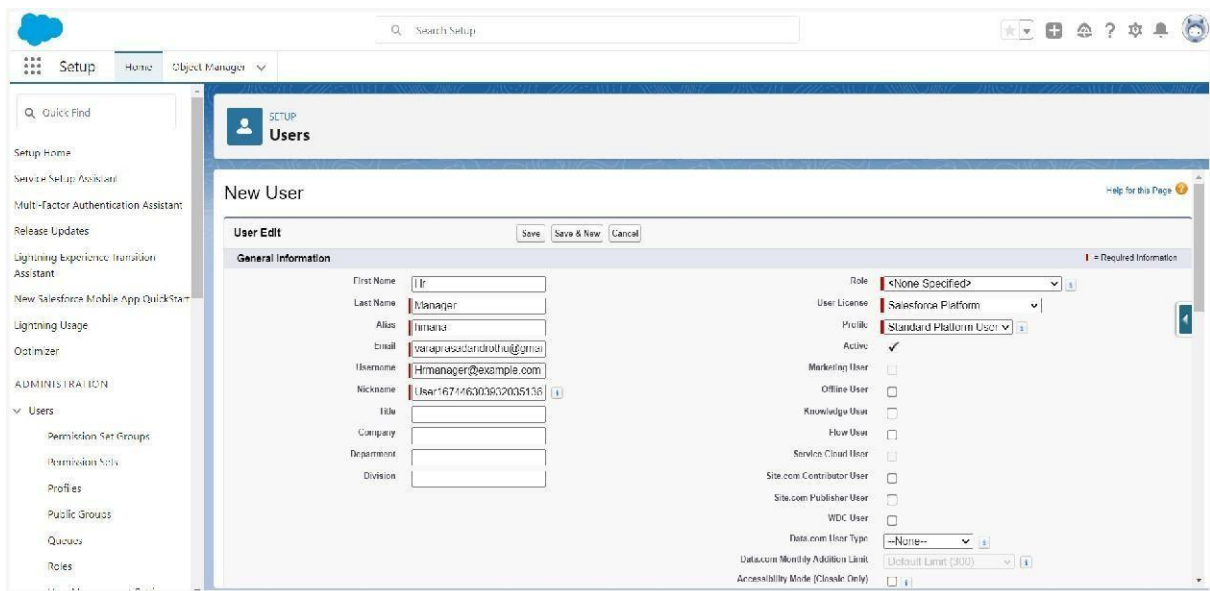 Search Setup
Setup
Home
Object Manager
Quick Find
Setup Home
Service Setup Assistant
Multi-Factor Authentication Assistant
Release Updates
Lightning Experience Transition
Assistant
New Salesforce Mobile App QuickStart
Lightning Usage
Optimizer
ADMINISTRATION
Users
Permission Set Groups
Permission Sets
Profiles
Public Groups
Queues
Roles
SETUP
Users
New User
Help for this Page
User Edit
Save
Save & New
Cancel
General Information
= Required Information
First Name
Hr
Last Name
Manager
Alias
hmana
Email
varaprasadandrothu@gmai
Username
Hrmanager@example.com
Nickname
User167446303932035136
Title
Company
Department
Division
Role
<None Specified>
User License
Salesforce Platform
Profile
Standard Platform User
Active
Marketing User
Offline User
Knowledge User
Flow User
Service Cloud User
Site.com Contributor User
Site.com Publisher User
WDC User
Data.com User Type
--None--
Data.com Monthly Addition Limit
Default Limit (300)
Accessibility Mode (Classic Only)